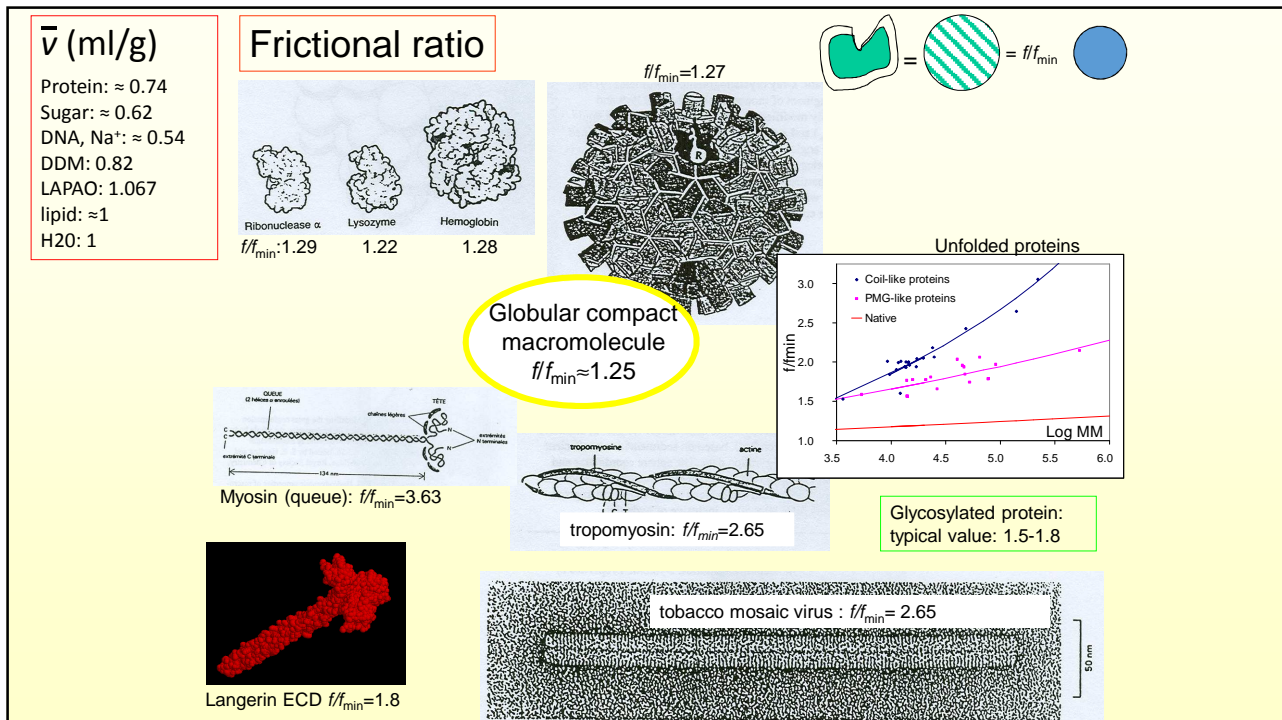 v̄ (ml/g)
Protein: ≈ 0.74
Sugar: ≈ 0.62
DNA, Na⁺: ≈ 0.54
DDM: 0.82
LAPAO: 1.067
lipid: ≈1
H20: 1
Frictional ratio
= = f/fmin
f/fmin=1.27
R
Ribonuclease α Lysozyme Hemoglobin
f/fmin:1.29 1.22 1.28
Globular compact
macromolecule
f/fmin≈1.25
Unfolded proteins
Coil-like proteins
PMG-like proteins
Native
f/fmin
3.0
2.5
2.0
1.5
1.0
Log MM
3.5 4.0 4.5 5.0 5.5 6.0
QUEUE
(2 hélices α enroulées)
TÊTE
chaînes légères
N
N
extrémités
N terminales
C
C
extrémité C terminale
134 nm
Myosin (queue): f/fmin=3.63
tropomyosine actine
tropomyosin: f/fmin=2.65
Glycosylated protein:
typical value: 1.5-1.8
Langerin ECD f/fmin=1.8
tobacco mosaic virus : f/fmin= 2.65
50 nm